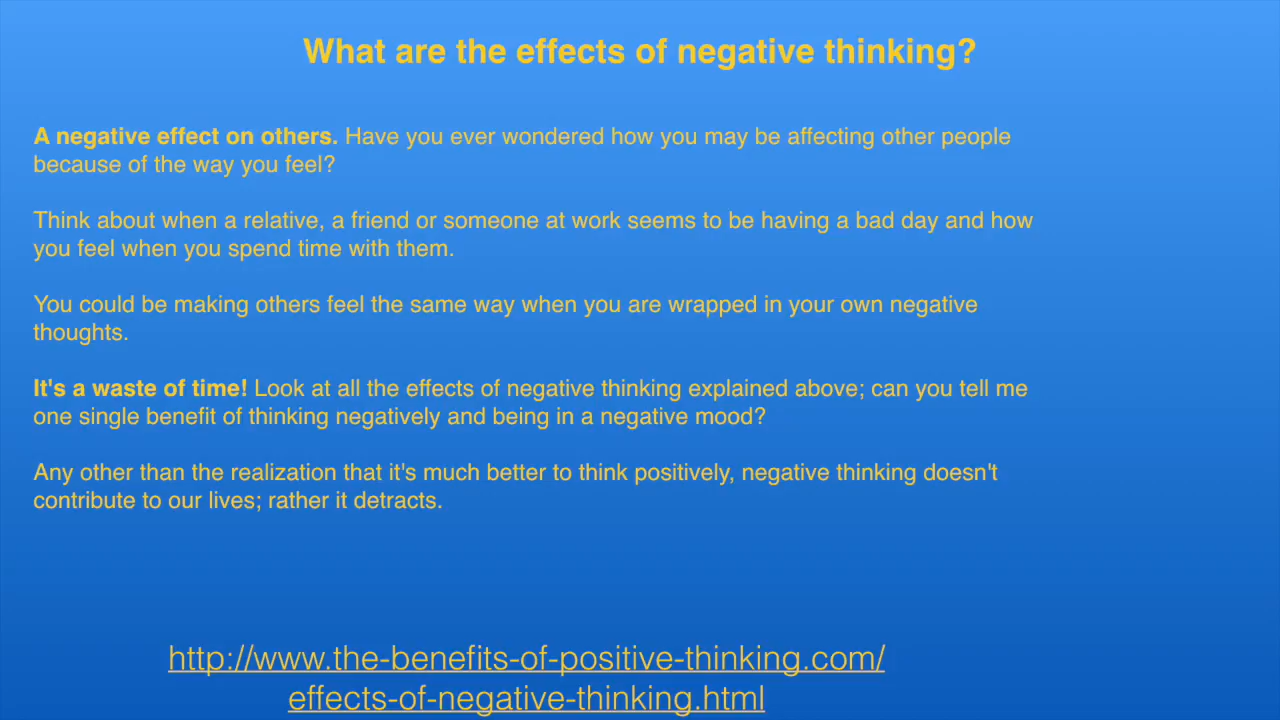 What are the effects of negative thinking?
A negative effect on others. Have you ever wondered how you may be affecting other people
because of the way you feel?
Think about when a relative, a friend or someone at work seems to be having a bad day and how
you feel when you spend time with them.
You could be making others feel the same way when you are wrapped in your own negative
thoughts.
It's a waste of time! Look at all the effects of negative thinking explained above; can you tell me
one single benefit of thinking negatively and being in a negative mood?
Any other than the realization that it's much better to think positively, negative thinking doesn't
contribute to our lives; rather it detracts.
http://www.the-benefits-of-positive-thinking.com/
effects-of-negative-thinking.html